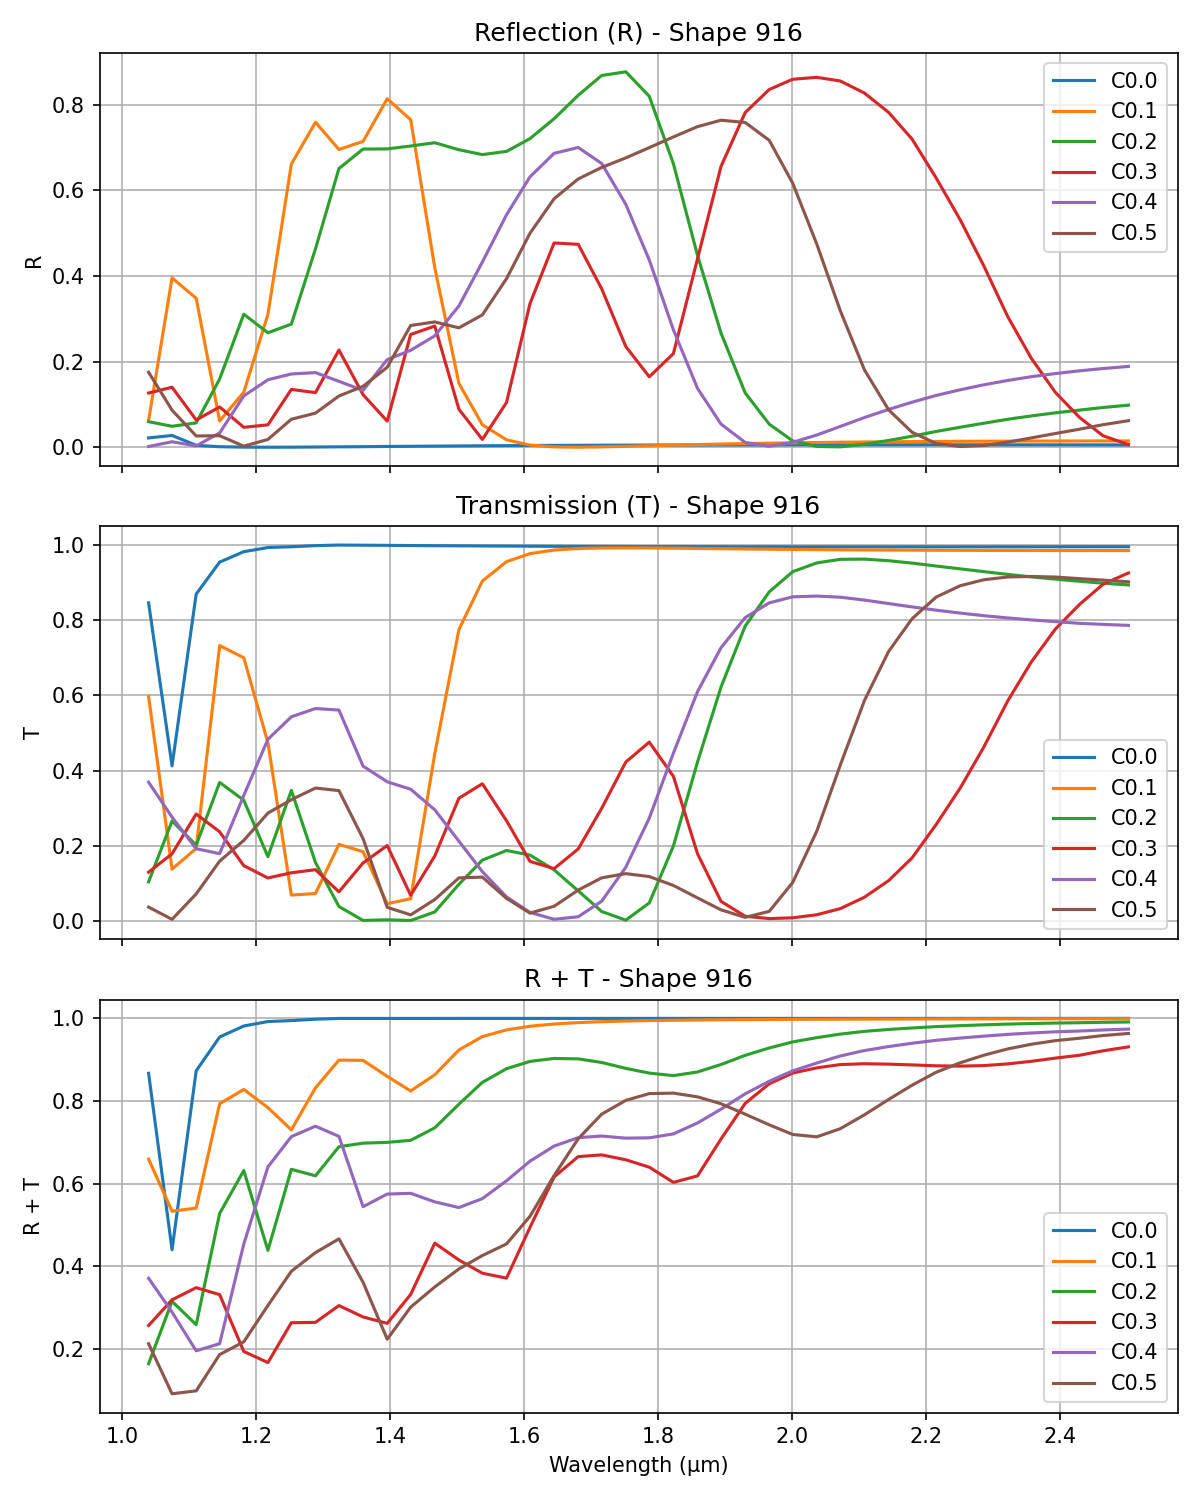 Reflection (R) - Shape 916
0.8
0.6
0.4
0.2
0.0
R
C0.0
C0.1
C0.2
C0.3
C0.4
C0.5
Transmission (T) - Shape 916
1.0
0.8
0.6
0.4
0.2
0.0
T
C0.0
C0.1
C0.2
C0.3
C0.4
C0.5
R + T - Shape 916
1.0
0.8
0.6
0.4
0.2
R + T
C0.0
C0.1
C0.2
C0.3
C0.4
C0.5
1.0 1.2 1.4 1.6 1.8 2.0 2.2 2.4
Wavelength (μm)